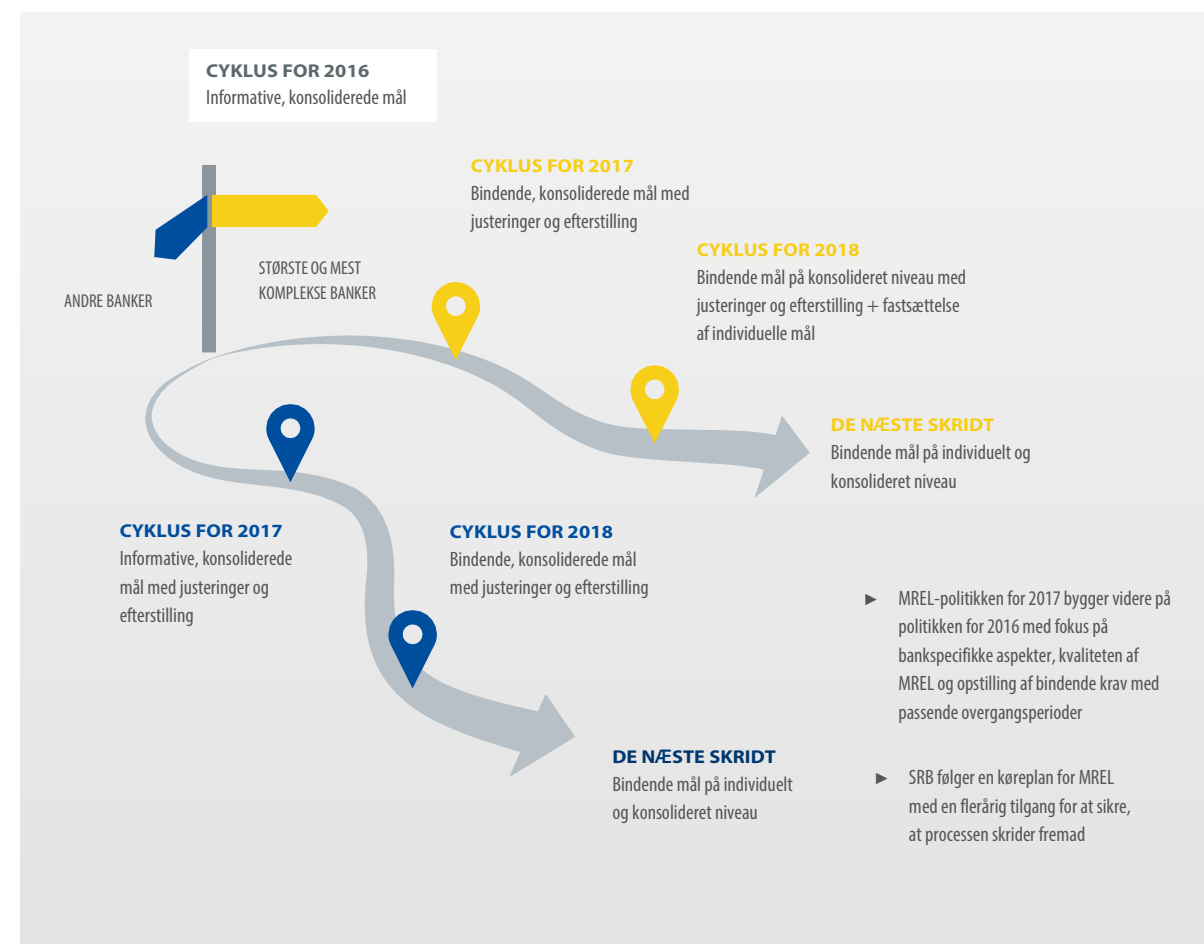 CYKLUS FOR 2016
Informative, konsoliderede mål
CYKLUS FOR 2017
Bindende, konsoliderede mål med
justeringer og efterstilling
CYKLUS FOR 2018
Bindende mål på konsolideret niveau med
justeringer og efterstilling + fastsættelse
af individuelle mål
STØRSTE OG MEST
KOMPLEKSE BANKER
ANDRE BANKER
DE NÆSTE SKRIDT
Bindende mål på individuelt og
konsolideret niveau
CYKLUS FOR 2017
Informative, konsoliderede
mål med justeringer og
efterstilling
CYKLUS FOR 2018
Bindende, konsoliderede mål
med justeringer og efterstilling
DE NÆSTE SKRIDT
Bindende mål på individuelt
og konsolideret niveau
► MREL-politikken for 2017 bygger videre på
politikken for 2016 med fokus på
bankspecifikke aspekter, kvaliteten af
MREL og opstilling af bindende krav med
passende overgangsperioder
► SRB følger en køreplan for MREL
med en flerårig tilgang for at sikre,
at processen skrider fremad